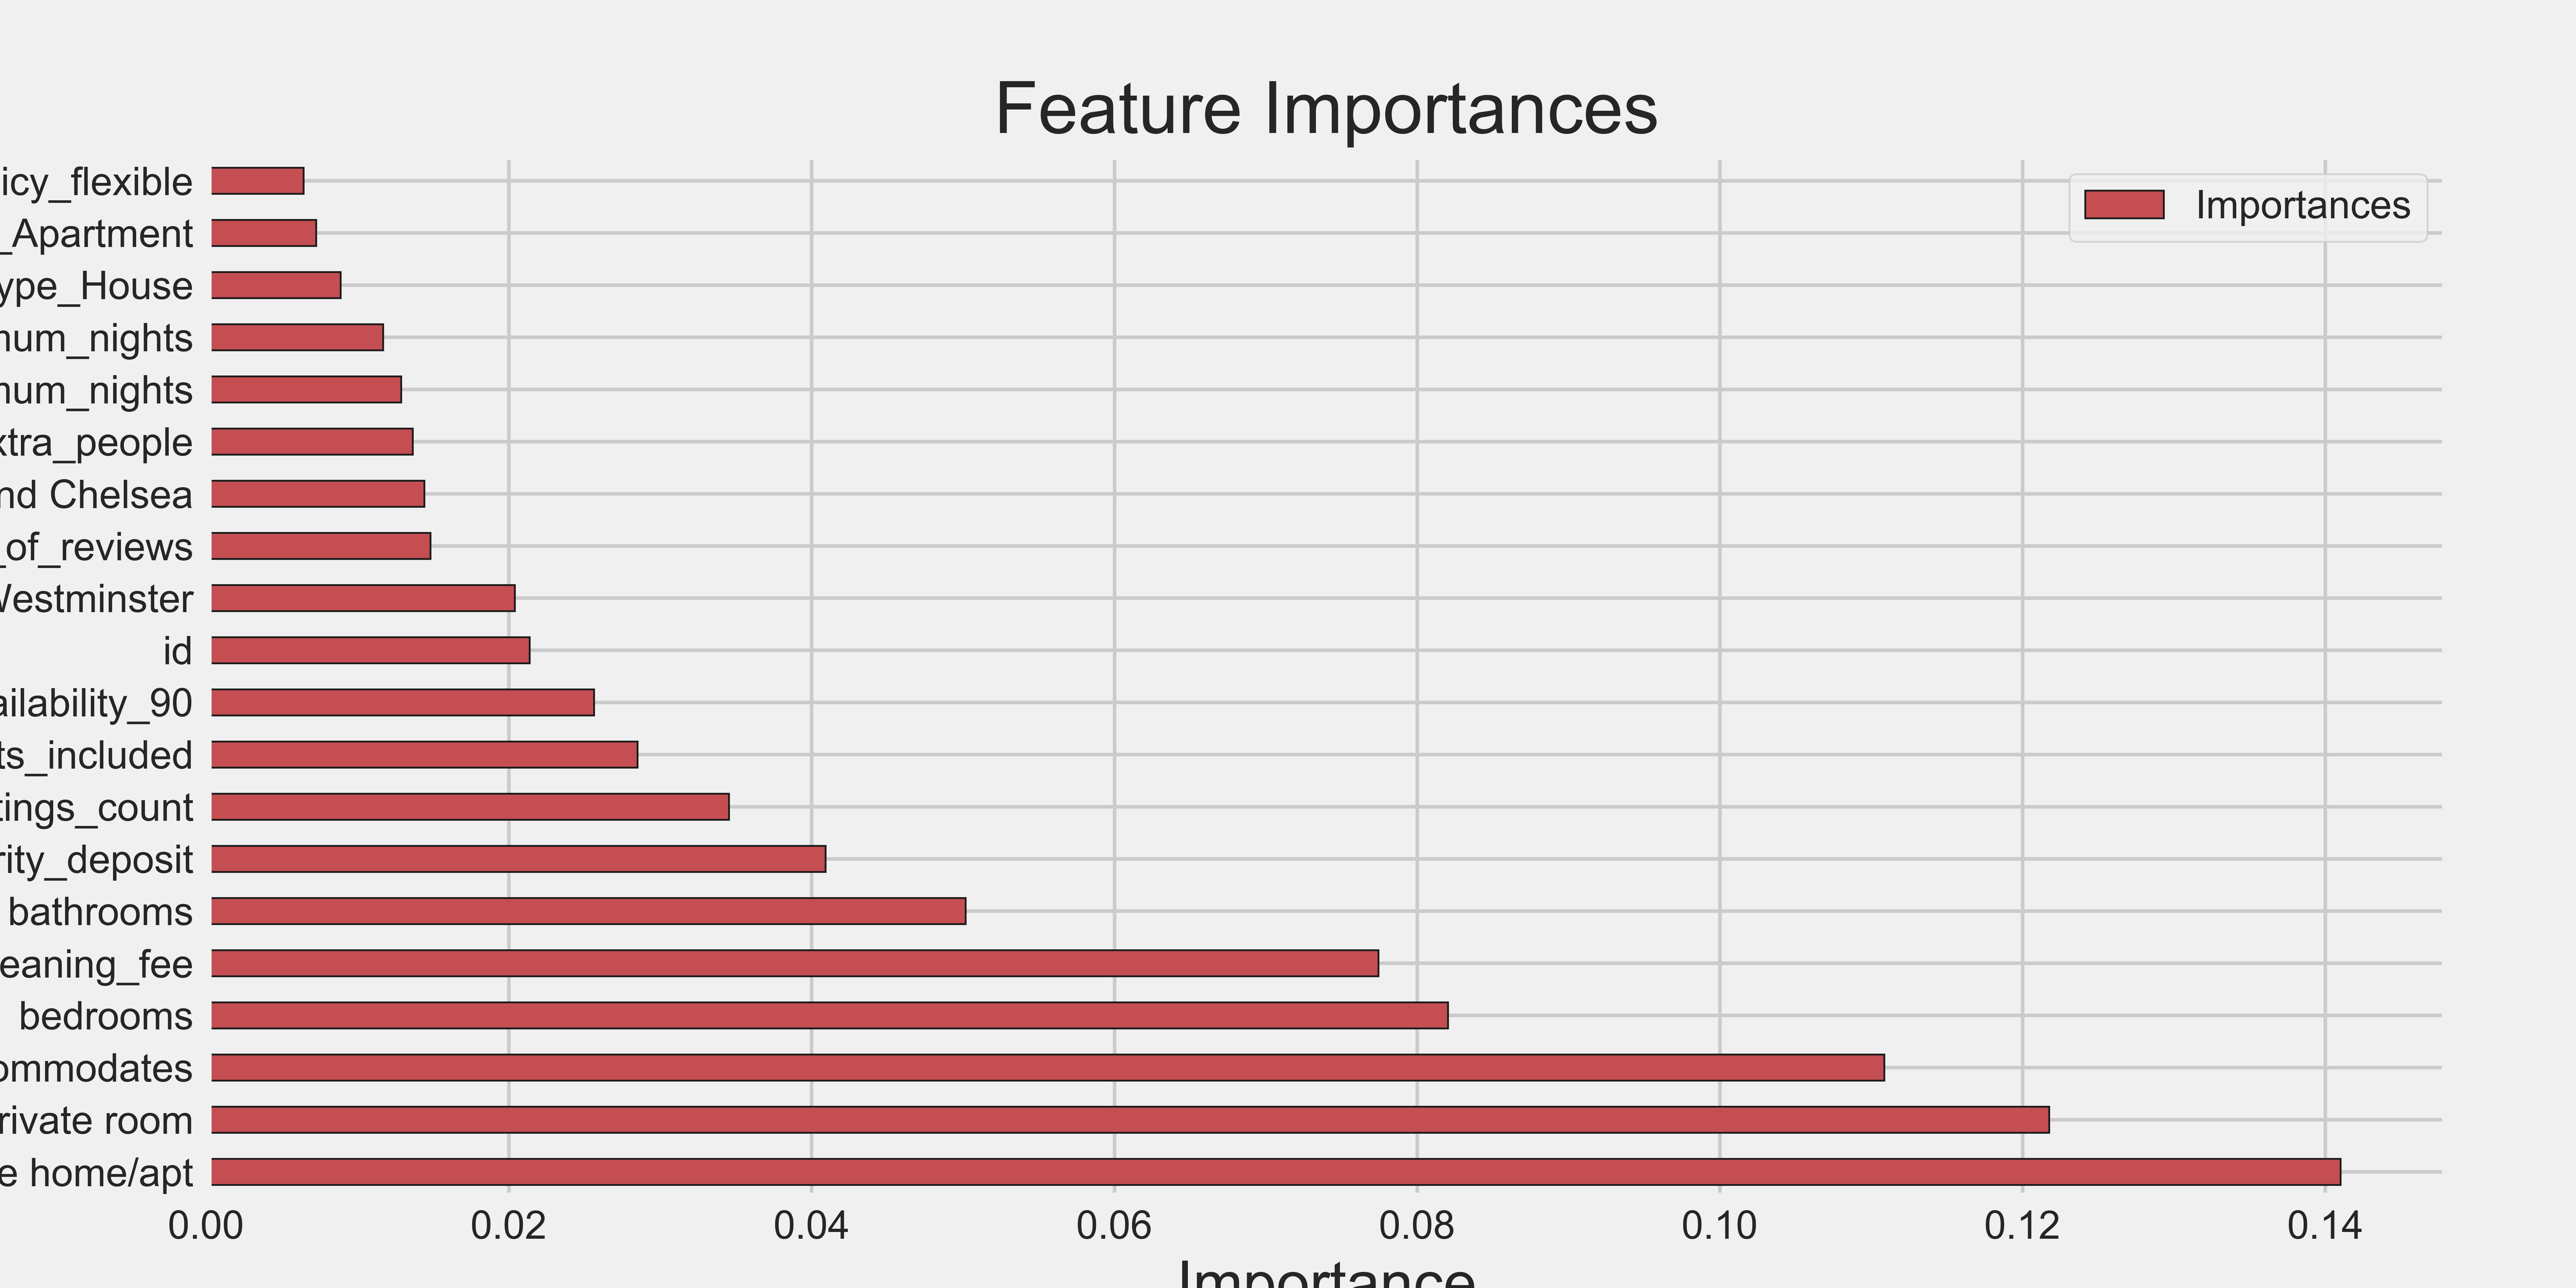 Feature Importances
Importances
icy_flexible
_Apartment
ype_House
num_nights
num_nights
xtra_people
nd Chelsea
_of_reviews
Westminster
id
ailability_90
ts_included
tings_count
rity_deposit
bathrooms
eaning_fee
bedrooms
ommodates
rivate room
e home/apt
0.00 0.02 0.04 0.06 0.08 0.10 0.12 0.14
Importance